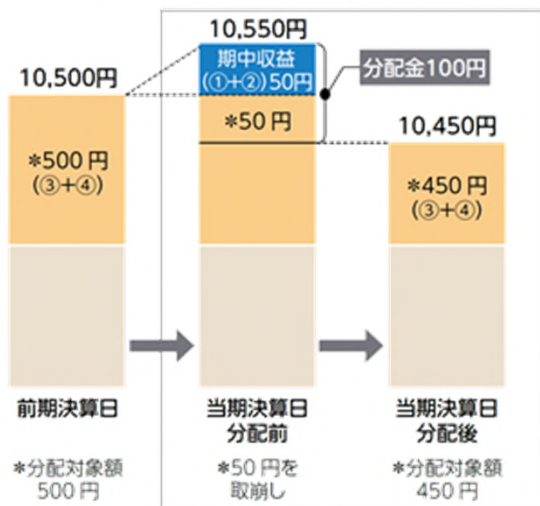 10,500円
*500円
(③+④)
前期決算日
*分配対象額
500円
10,550円
期中収益
(①+②)50円
分配金100円
*50円
当期決算日
分配前
*50円を
取崩し
10,450円
*450円
(③+④)
当期決算日
分配後
*分配対象額
450円